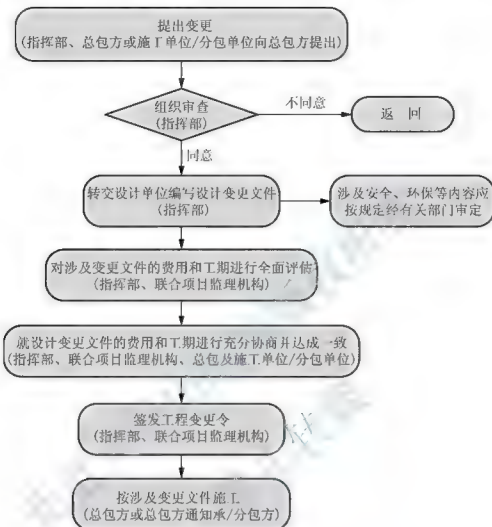 提出变更
(指挥部、总包方或施工单位/分包单位向总包方提出)
组织审查
(指挥部)
不同意
返 回
同意
转交设计单位编写设计变更文件
(指挥部)
涉及安全、环保等内容应
按规定经有关部门审定
对涉及变更文件的费用和工期进行全面评估
(指挥部、联合项目监理机构)
就设计变更文件的费用和工期进行充分协商并达成一致
(指挥部、联合项目监理机构、总包及施工单位/分包单位)
签发工程变更令
(指挥部、联合项目监理机构)
按涉及变更文件施工
(总包方或总包方通知承/分包方)